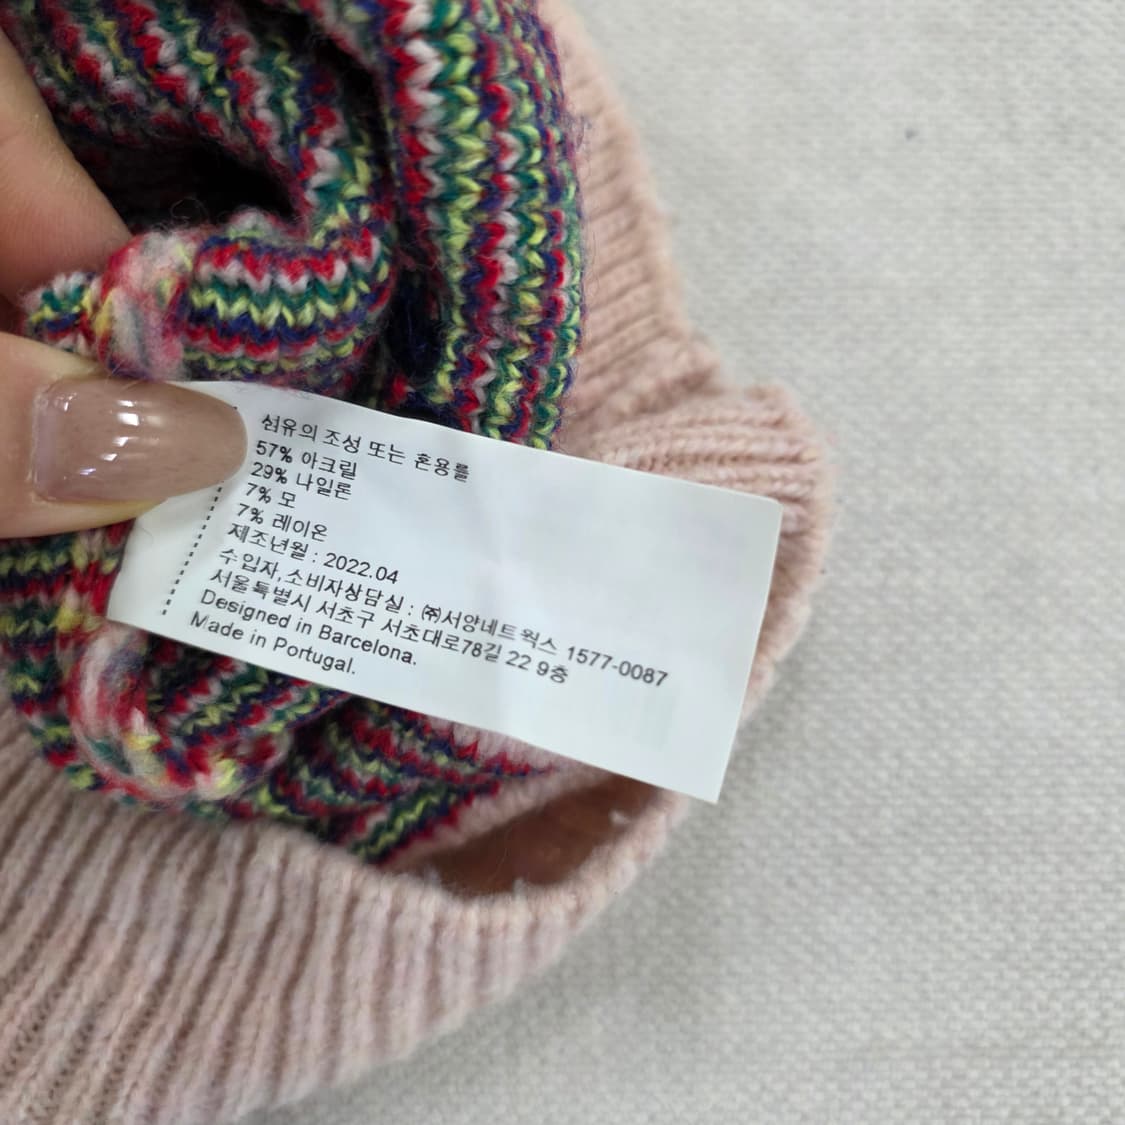 섬유의 조성 또는 혼용률
57% 아크릴
29% 나일론
7% 모
7% 레이온
제조년월 : 2022.04
수입자,소비자상담실 : ㈜서양네트웍스 1577-0087
서울특별시 서초구 서초대로78길 22 9층
Designed in Barcelona.
Made in Portugal.